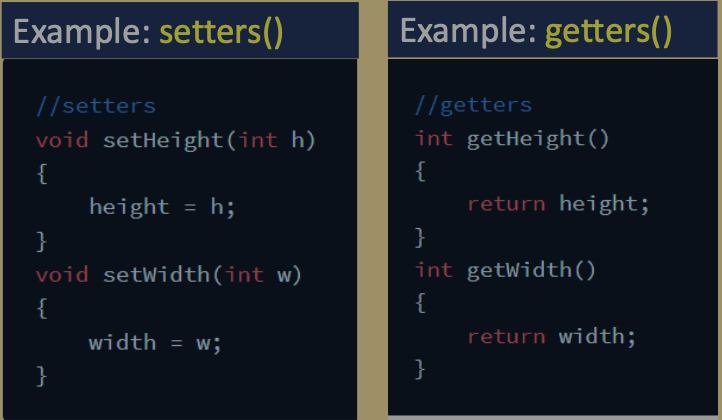 Example: setters()
//setters
void setHeight(int h)
{
    height = h;
}
void setWidth(int w)
{
    width = w;
}
Example: getters()
//getters
int getHeight()
{
    return height;
}
int getWidth()
{
    return width;
}